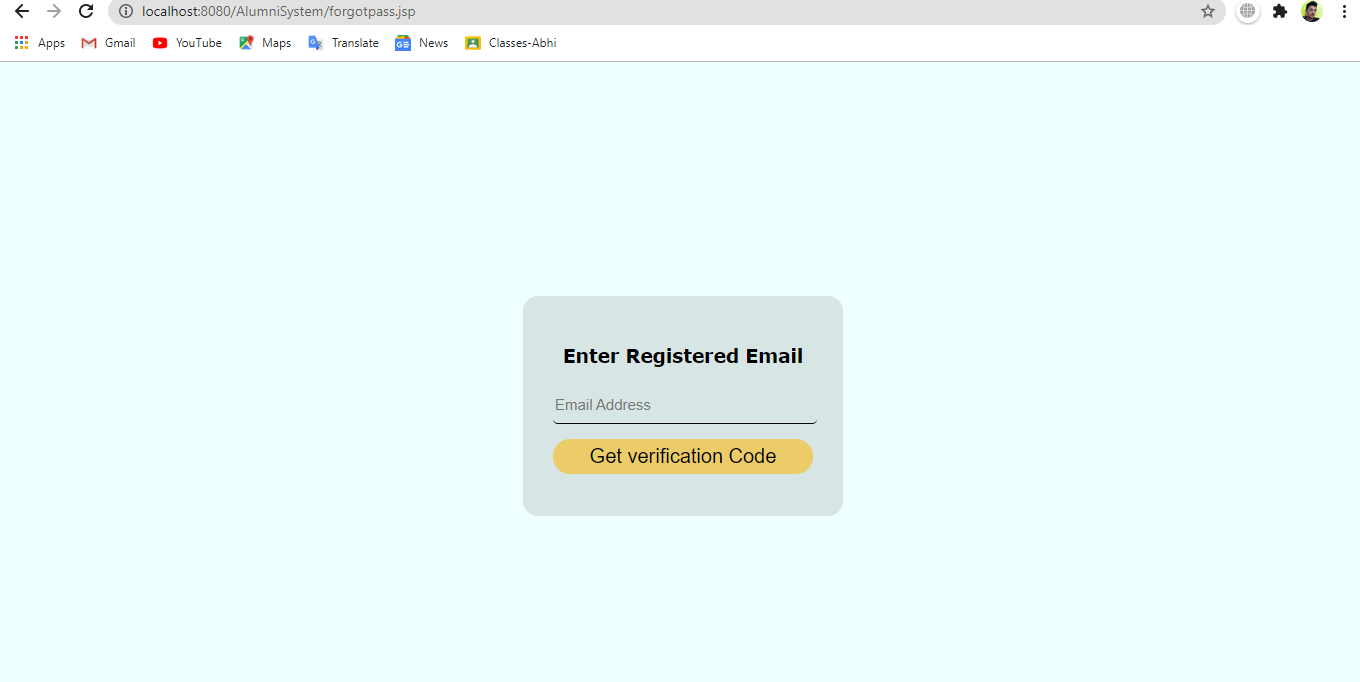 localhost:8080/AlumniSystem/forgotpass.jsp
Apps Gmail YouTube Maps Translate News Classes-Abhi
Enter Registered Email
Email Address
Get verification Code